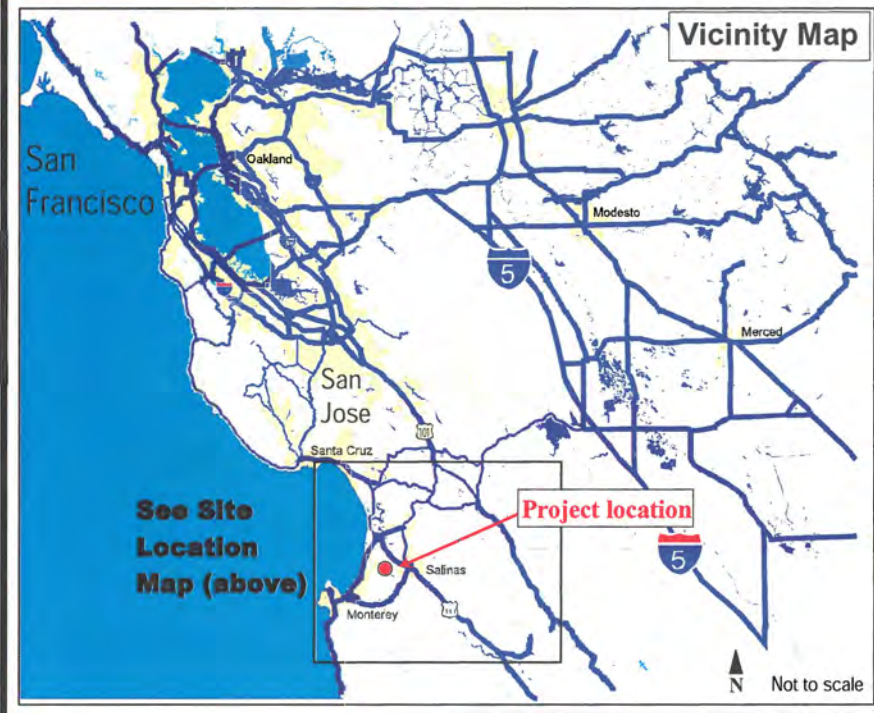 Vicinity Map
San
Francisco
Oakland
Modesto
5
Merced
San
Jose
101
Santa Cruz
See Site
Location
Map (above)
Project location
5
Salinas
Monterey
N
Not to scale